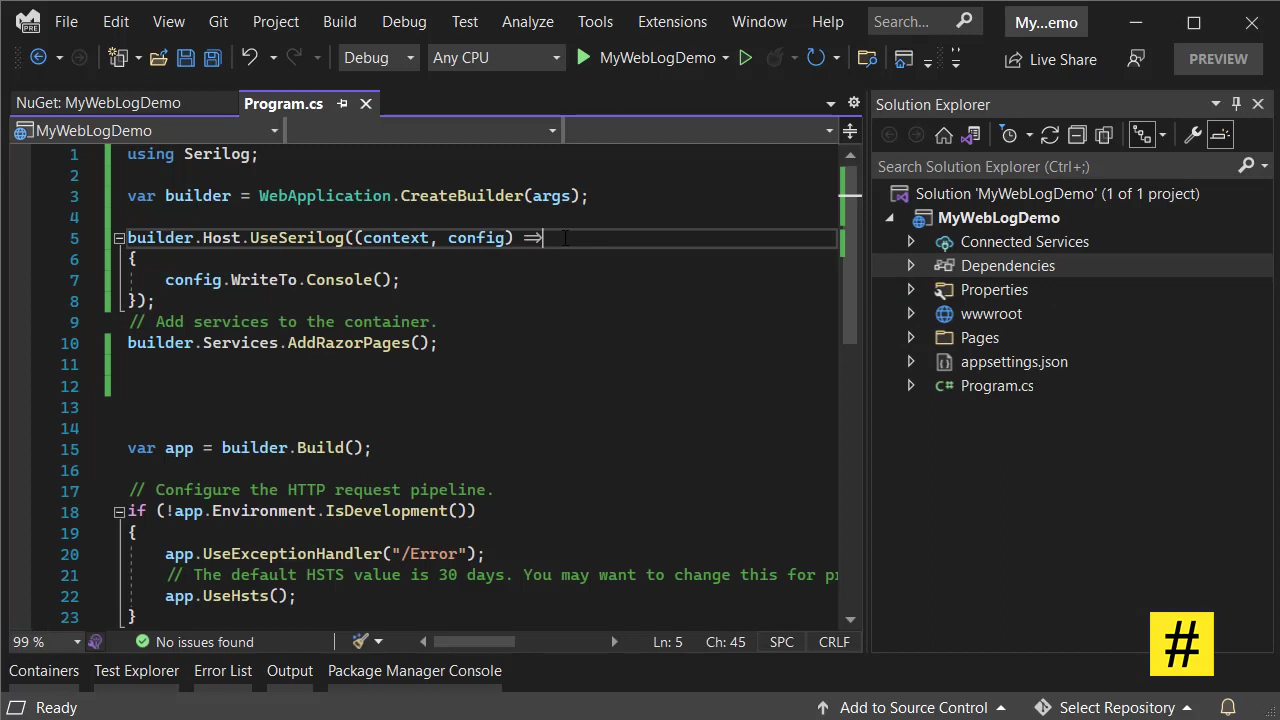 PRE
File Edit View Git Project Build Debug Test Analyze Tools Extensions Window Help Search... My...emo
Debug Any CPU MyWebLogDemo Live Share PREVIEW
NuGet: MyWebLogDemo Program.cs
MyWebLogDemo
1 using Serilog;
2
3 var builder = WebApplication.CreateBuilder(args);
4
5 builder.Host.UseSerilog((context, config) =>
6 {
7 config.WriteTo.Console();
8 });
9 // Add services to the container.
10 builder.Services.AddRazorPages();
11
12
13
14
15 var app = builder.Build();
16
17 // Configure the HTTP request pipeline.
18 if (!app.Environment.IsDevelopment())
19 {
20 app.UseExceptionHandler("/Error");
21 // The default HSTS value is 30 days. You may want to change this for pr
22 app.UseHsts();
23 }
99 % No issues found Ln: 5 Ch: 45 SPC CRLF
Solution Explorer
Search Solution Explorer (Ctrl+;)
Solution 'MyWebLogDemo' (1 of 1 project)
MyWebLogDemo
Connected Services
Dependencies
Properties
wwwroot
Pages
appsettings.json
C# Program.cs
#
Containers Test Explorer Error List Output Package Manager Console
Ready Add to Source Control Select Repository